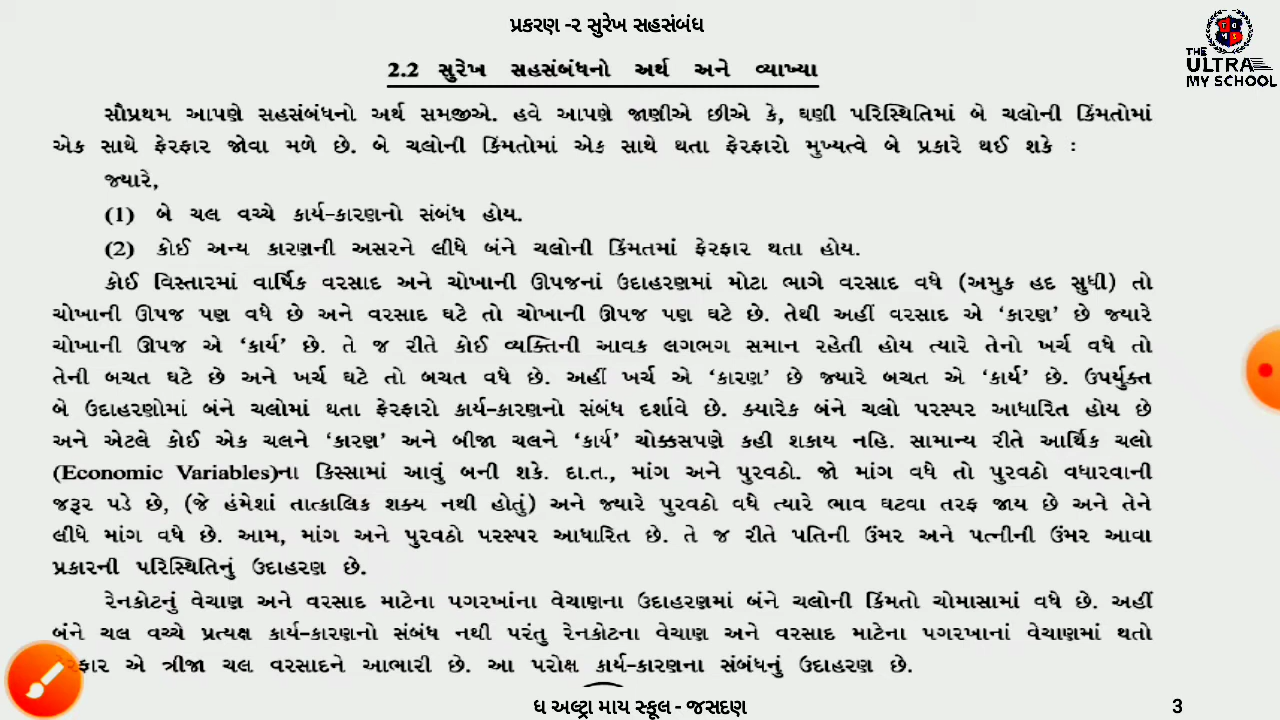 પ્રકરણ -૨ સુરેખ સહસંબંધ
THE
ULTRA
MY SCHOOL
2.2 સુરેખ સહસંબંધનો અર્થ અને વ્યાખ્યા
સૌપ્રથમ આપણે સહસંબંધનો અર્થ સમજીએ. હવે આપણે જાણીએ છીએ કે, ઘણી પરિસ્થિતિમાં બે ચલોની કિંમતોમાં
એક સાથે ફેરફાર જોવા મળે છે. બે ચલોની કિંમતોમાં એક સાથે થતા ફેરફારો મુખ્યત્વે બે પ્રકારે થઈ શકે :
જ્યારે,
(1) બે ચલ વચ્ચે કાર્ય-કારણનો સંબંધ હોય.
(2) કોઈ અન્ય કારણની અસરને લીધે બંને ચલોની કિંમતમાં ફેરફાર થતા હોય.
કોઈ વિસ્તારમાં વાર્ષિક વરસાદ અને ચોખાની ઊપજનાં ઉદાહરણમાં મોટા ભાગે વરસાદ વધે (અમુક હદ સુધી) તો
ચોખાની ઊપજ પણ વધે છે અને વરસાદ ઘટે તો ચોખાની ઊપજ પણ ઘટે છે. તેથી અહીં વરસાદ એ ‘કારણ’ છે જ્યારે
ચોખાની ઊપજ એ ‘કાર્ય’ છે. તે જ રીતે કોઈ વ્યક્તિની આવક લગભગ સમાન રહેતી હોય ત્યારે તેનો ખર્ચ વધે તો
તેની બચત ઘટે છે અને ખર્ચ ઘટે તો બચત વધે છે. અહીં ખર્ચ એ ‘કારણ’ છે જ્યારે બચત એ ‘કાર્ય’ છે. ઉપર્યુક્ત
બે ઉદાહરણોમાં બંને ચલોમાં થતા ફેરફારો કાર્ય-કારણનો સંબંધ દર્શાવે છે. ક્યારેક બંને ચલો પરસ્પર આધારિત હોય છે
અને એટલે કોઈ એક ચલને ‘કારણ’ અને બીજા ચલને ‘કાર્ય’ ચોક્કસપણે કહી શકાય નહિ. સામાન્ય રીતે આર્થિક ચલો
(Economic Variables)ના કિસ્સામાં આવું બની શકે. દા.ત., માંગ અને પુરવઠો. જો માંગ વધે તો પુરવઠો વધારવાની
જરૂર પડે છે, (જે હંમેશાં તાત્કાલિક શક્ય નથી હોતું) અને જ્યારે પુરવઠો વધે ત્યારે ભાવ ઘટવા તરફ જાય છે અને તેને
લીધે માંગ વધે છે. આમ, માંગ અને પુરવઠો પરસ્પર આધારિત છે. તે જ રીતે પતિની ઉંમર અને પત્નીની ઉંમર આવા
પ્રકારની પરિસ્થિતિનું ઉદાહરણ છે.
રેનકોટનું વેચાણ અને વરસાદ માટેના પગરખાંના વેચાણના ઉદાહરણમાં બંને ચલોની કિંમતો ચોમાસામાં વધે છે. અહીં
બંને ચલ વચ્ચે પ્રત્યક્ષ કાર્ય-કારણનો સંબંધ નથી પરંતુ રેનકોટના વેચાણ અને વરસાદ માટેના પગરખાનાં વેચાણમાં થતો
એ ત્રીજા ચલ વરસાદને આભારી છે. આ પરોક્ષ કાર્ય-કારણના સંબંધનું ઉદાહરણ છે.
ધ અલ્ટ્રા માય સ્કૂલ - જસદણ
3